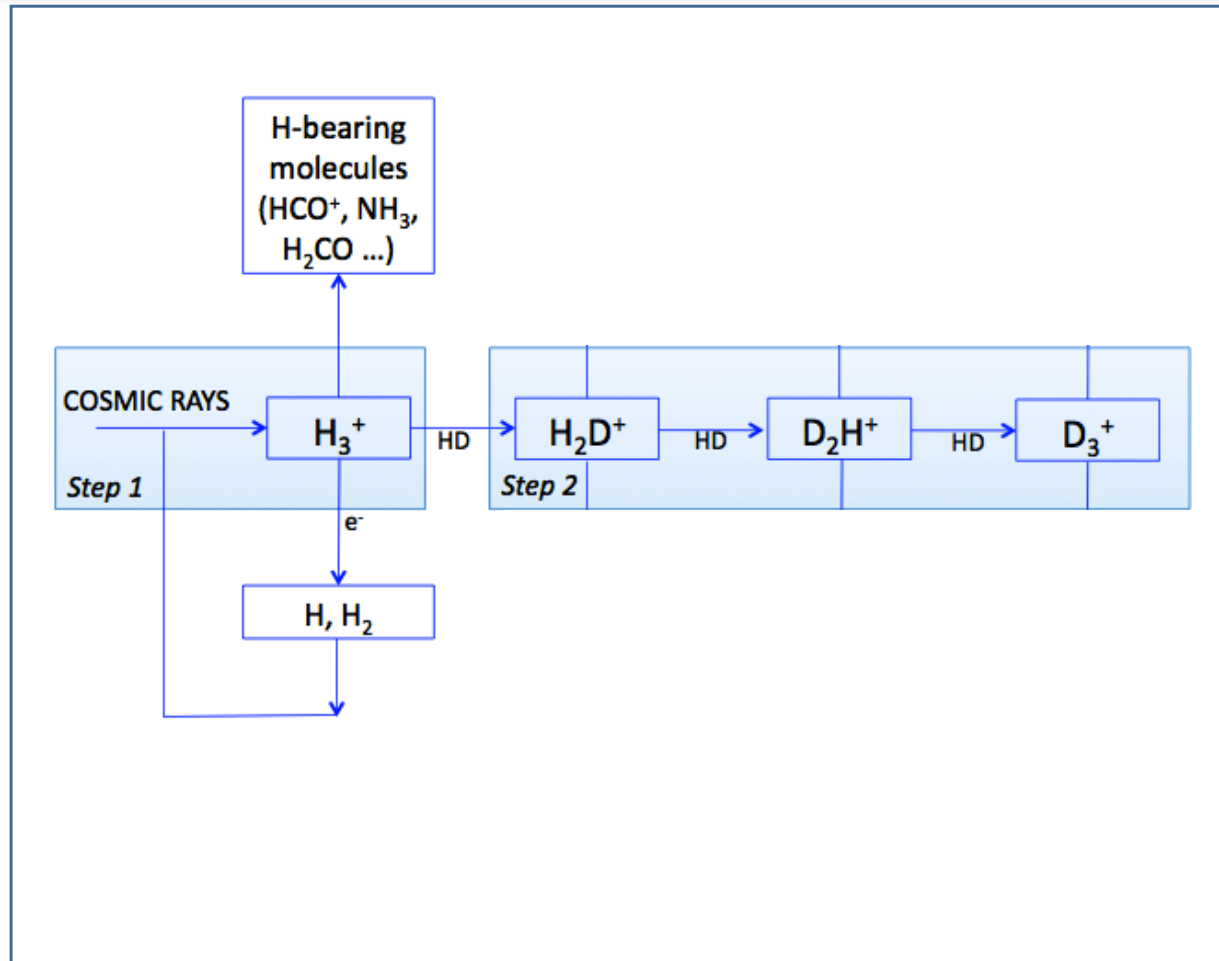 H-bearing
molecules
(HCO⁺, NH₃,
H₂CO ...)
COSMIC RAYS
H₃⁺
HD
H₂D⁺
HD
D₂H⁺
HD
D₃⁺
Step 1
Step 2
e⁻
H, H₂